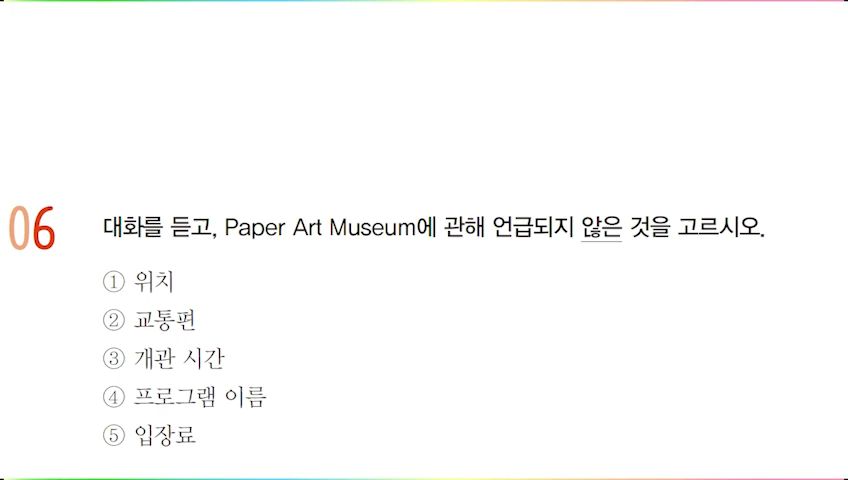 06 대화를 듣고, Paper Art Museum에 관해 언급되지 않은 것을 고르시오.
① 위치
② 교통편
③ 개관 시간
④ 프로그램 이름
⑤ 입장료